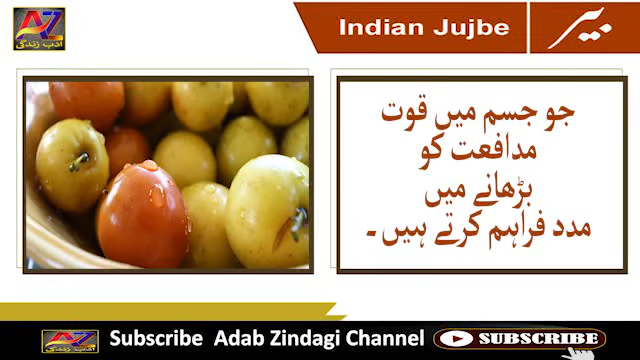 AZ
ادب زندگی
Indian Jujbe
بیر
جو جسم میں قوت
مدافعت کو
بڑھانے میں
مدد فراہم کرتے ہیں۔
AZ
ادب زندگی
Subscribe Adab Zindagi Channel
SUBSCRIBE